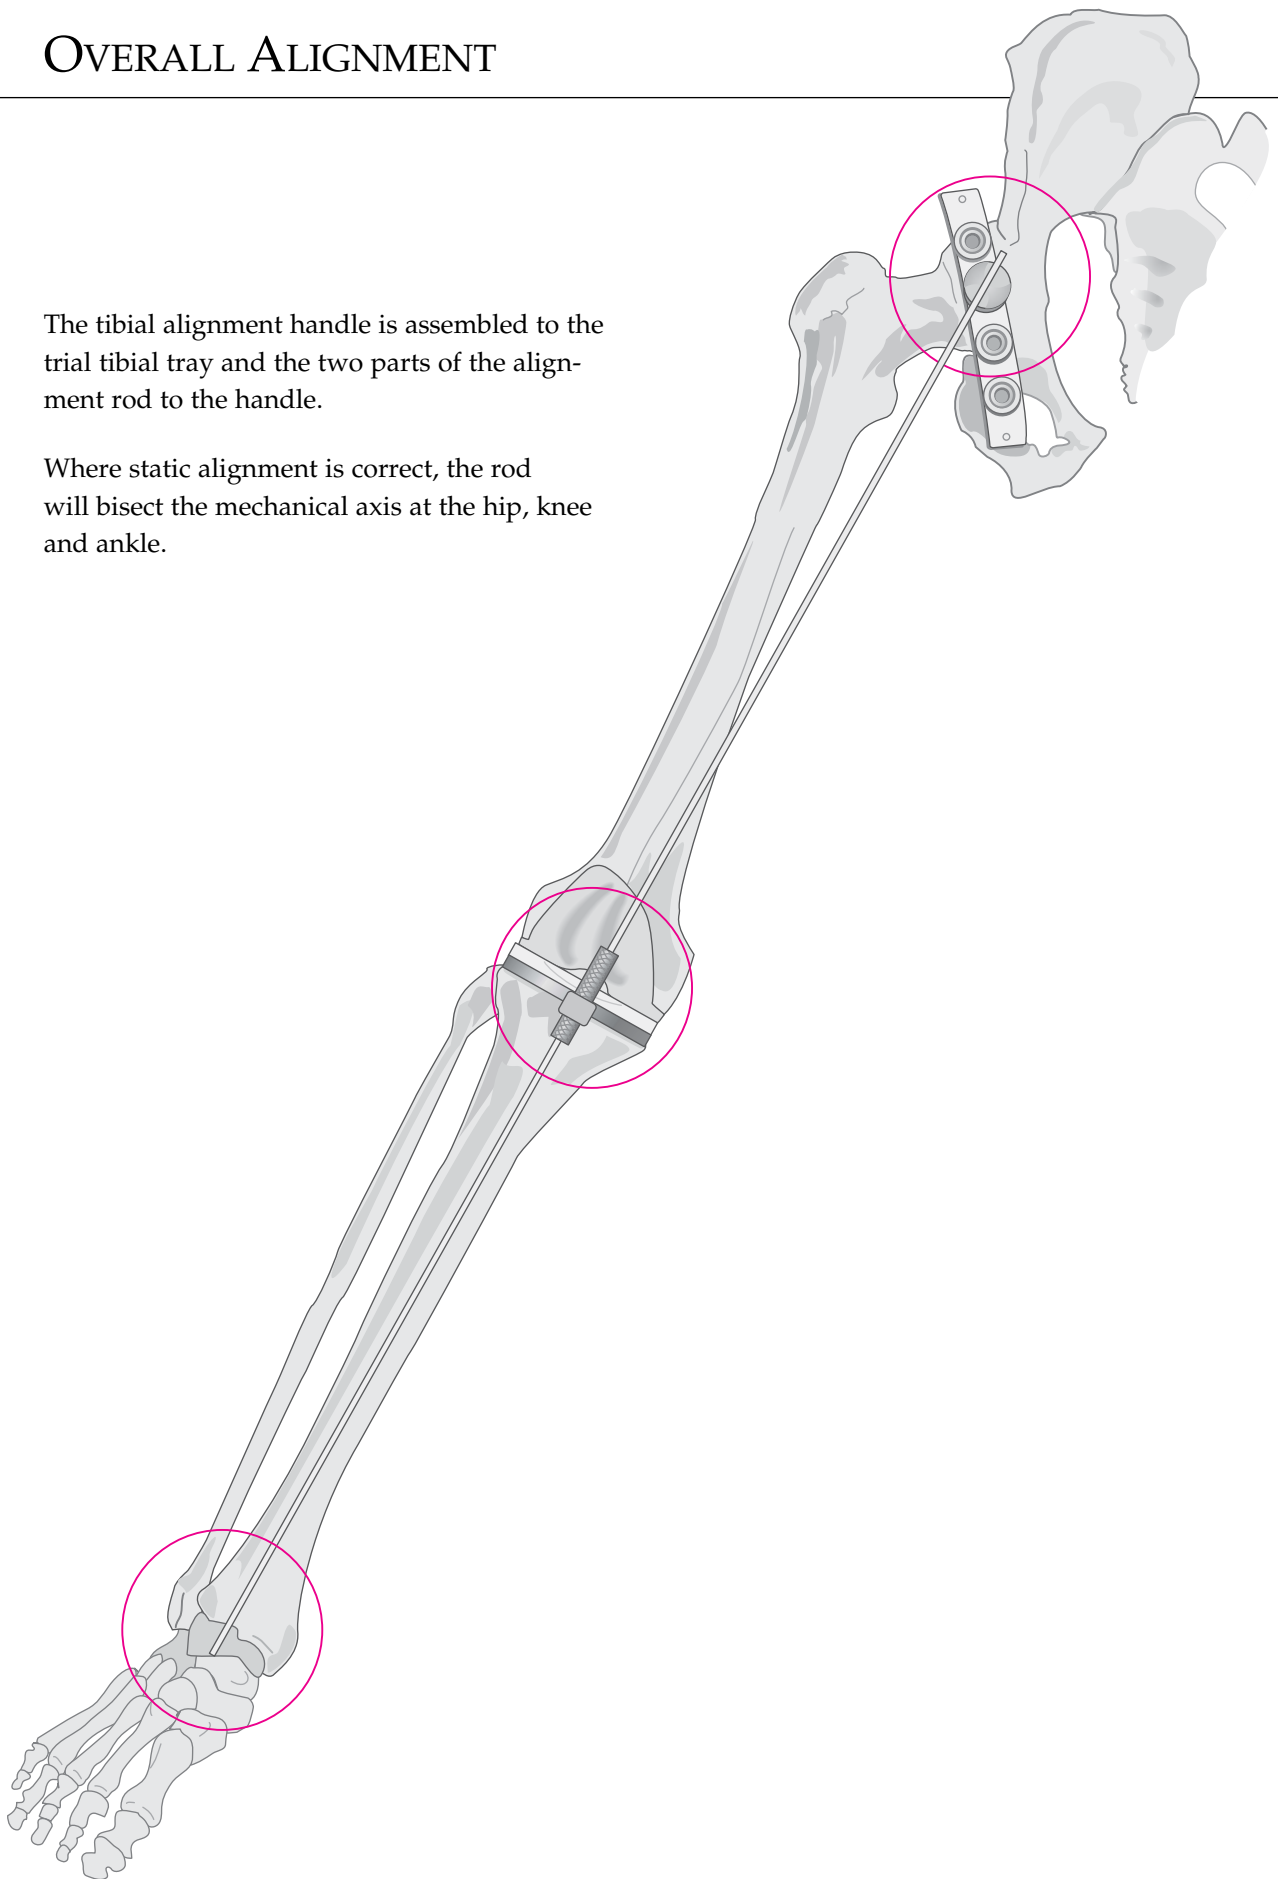 OVERALL ALIGNMENT
The tibial alignment handle is assembled to the
trial tibial tray and the two parts of the align-
ment rod to the handle.
Where static alignment is correct, the rod
will bisect the mechanical axis at the hip, knee
and ankle.